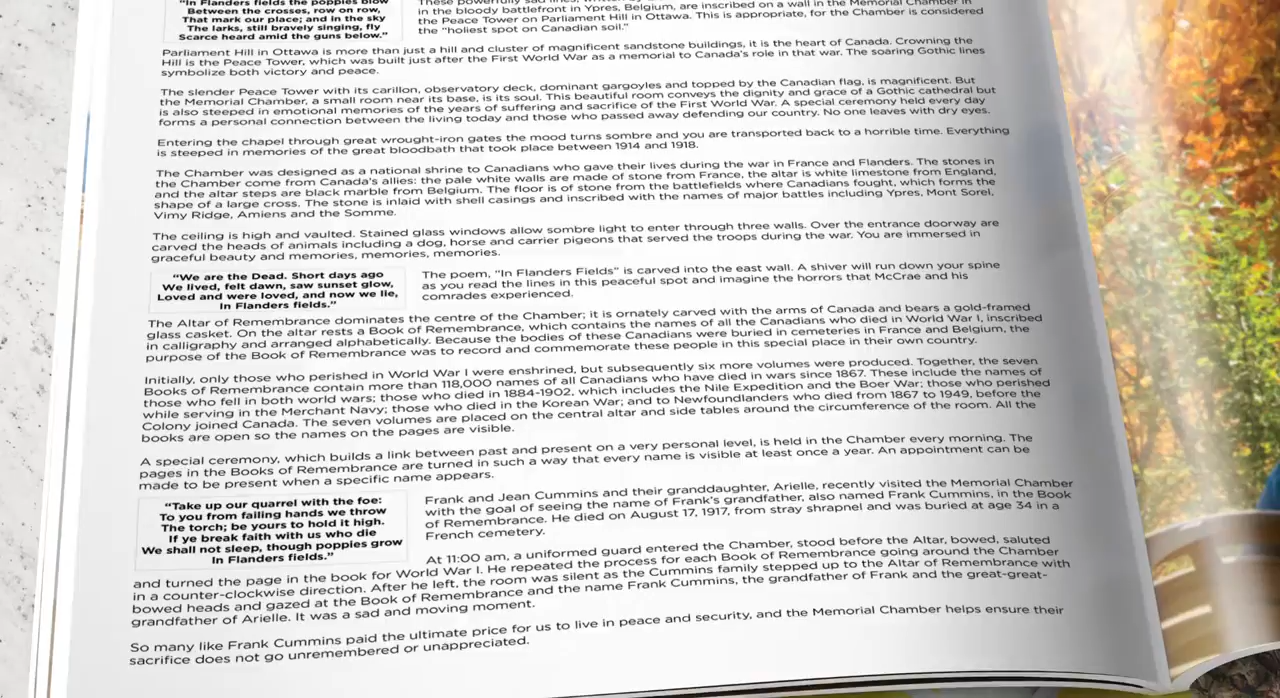 "In Flanders fields the poppies blow
Between the crosses, row on row,
That mark our place; and in the sky
The larks, still bravely singing, fly
Scarce heard amid the guns below."
These powerfully sad lines,
in the bloody battlefront in Ypres, Belgium, are inscribed on a wall in the Memorial Chamber in
the Peace Tower on Parliament Hill in Ottawa. This is appropriate, for the Chamber is considered
the "holiest spot on Canadian soil."
Parliament Hill in Ottawa is more than just a hill and cluster of magnificent sandstone buildings, it is the heart of Canada. Crowning the
Hill is the Peace Tower, which was built just after the First World War as a memorial to Canada's role in that war. The soaring Gothic lines
symbolize both victory and peace.
The slender Peace Tower with its carillon, observatory deck, dominant gargoyles and topped by the Canadian flag, is magnificent. But
the Memorial Chamber, a small room near its base, is its soul. This beautiful room conveys the dignity and grace of a Gothic cathedral but
is also steeped in emotional memories of the years of suffering and sacrifice of the First World War. A special ceremony held every day
forms a personal connection between the living today and those who passed away defending our country. No one leaves with dry eyes.
Entering the chapel through great wrought-iron gates the mood turns sombre and you are transported back to a horrible time. Everything
is steeped in memories of the great bloodbath that took place between 1914 and 1918.
The Chamber was designed as a national shrine to Canadians who gave their lives during the war in France and Flanders. The stones in
the Chamber come from Canada's allies: the pale white walls are made of stone from France, the altar is white limestone from England,
and the altar steps are black marble from Belgium. The floor is of stone from the battlefields where Canadians fought, which forms the
shape of a large cross. The stone is inlaid with shell casings and inscribed with the names of major battles including Ypres, Mont Sorel,
Vimy Ridge, Amiens and the Somme.
The ceiling is high and vaulted. Stained glass windows allow sombre light to enter through three walls. Over the entrance doorway are
carved the heads of animals including a dog, horse and carrier pigeons that served the troops during the war. You are immersed in
graceful beauty and memories, memories, memories.
"We are the Dead. Short days ago
We lived, felt dawn, saw sunset glow,
Loved and were loved, and now we lie,
In Flanders fields."
The poem, "In Flanders Fields" is carved into the east wall. A shiver will run down your spine
as you read the lines in this peaceful spot and imagine the horrors that McCrae and his
comrades experienced.
The Altar of Remembrance dominates the centre of the Chamber; it is ornately carved with the arms of Canada and bears a gold-framed
glass casket. On the altar rests a Book of Remembrance, which contains the names of all the Canadians who died in World War I, inscribed
in calligraphy and arranged alphabetically. Because the bodies of these Canadians were buried in cemeteries in France and Belgium, the
purpose of the Book of Remembrance was to record and commemorate these people in this special place in their own country.
Initially, only those who perished in World War I were enshrined, but subsequently six more volumes were produced. Together, the seven
Books of Remembrance contain more than 118,000 names of all Canadians who have died in wars since 1867. These include the names of
those who fell in both world wars; those who died in 1884-1902, which includes the Nile Expedition and the Boer War; those who perished
while serving in the Merchant Navy; those who died in the Korean War; and to Newfoundlanders who died from 1867 to 1949, before the
Colony joined Canada. The seven volumes are placed on the central altar and side tables around the circumference of the room. All the
books are open so the names on the pages are visible.
A special ceremony, which builds a link between past and present on a very personal level, is held in the Chamber every morning. The
pages in the Books of Remembrance are turned in such a way that every name is visible at least once a year. An appointment can be
made to be present when a specific name appears.
"Take up our quarrel with the foe:
To you from failing hands we throw
The torch; be yours to hold it high.
If ye break faith with us who die
We shall not sleep, though poppies grow
In Flanders fields."
Frank and Jean Cummins and their granddaughter, Arielle, recently visited the Memorial Chamber
with the goal of seeing the name of Frank's grandfather, also named Frank Cummins, in the Book
of Remembrance. He died on August 17, 1917, from stray shrapnel and was buried at age 34 in a
French cemetery.
At 11:00 am, a uniformed guard entered the Chamber, stood before the Altar, bowed, saluted
and turned the page in the book for World War I. He repeated the process for each Book of Remembrance going around the Chamber
in a counter-clockwise direction. After he left, the room was silent as the Cummins family stepped up to the Altar of Remembrance with
bowed heads and gazed at the Book of Remembrance and the name Frank Cummins, the grandfather of Frank and the great-great-
grandfather of Arielle. It was a sad and moving moment.
So many like Frank Cummins paid the ultimate price for us to live in peace and security, and the Memorial Chamber helps ensure their
sacrifice does not go unremembered or unappreciated.